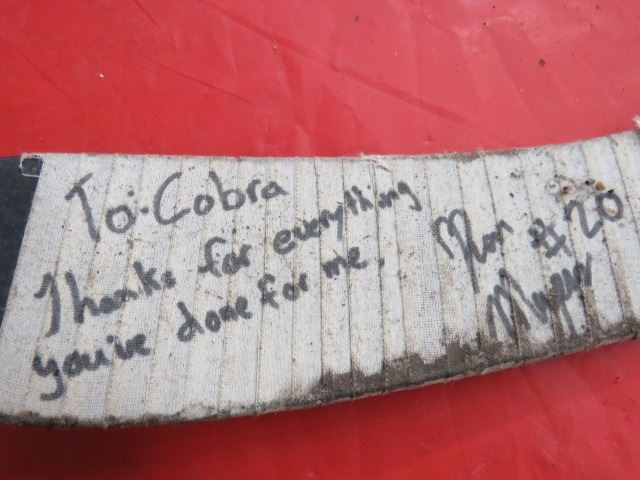 To: Cobra
Thanks for everything
you've done for me.
#20